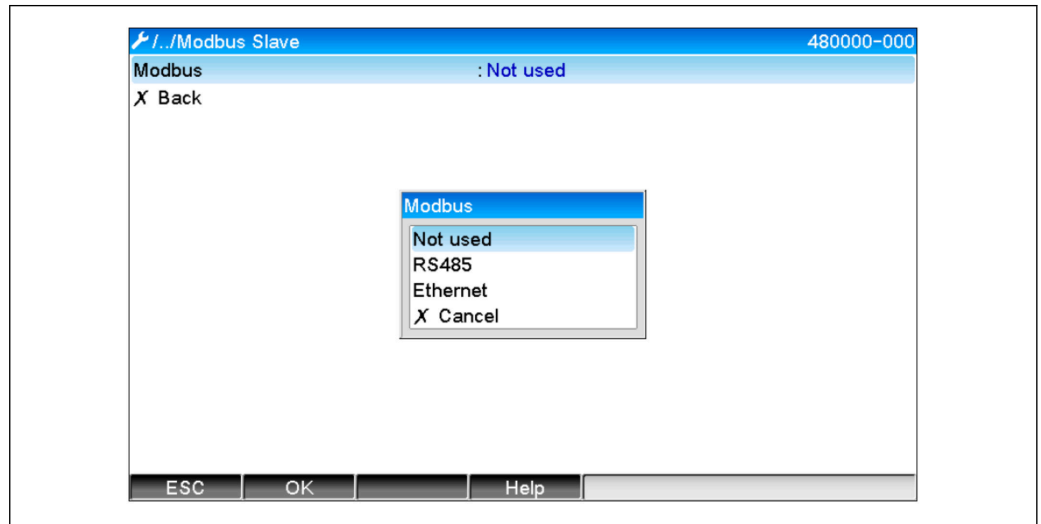 /../Modbus Slave 480000-000
Modbus : Not used
X Back
Modbus
Not used
RS485
Ethernet
X Cancel
ESC OK Help